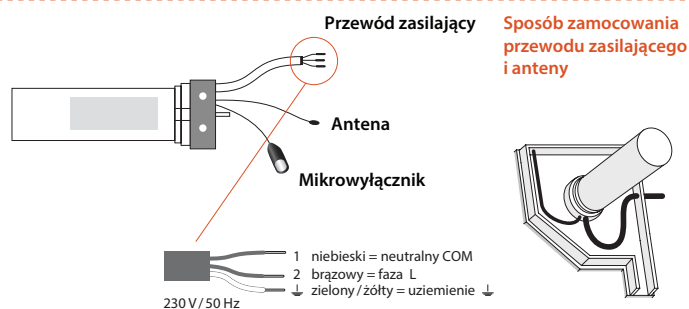 Przewód zasilający
Sposób zamocowania
przewodu zasilającego
i anteny
Antena
Mikrowyłącznik
1 niebieski = neutralny COM
2 brązowy = faza L
⏚ zielony / żółty = uziemienie ⏚
230 V / 50 Hz